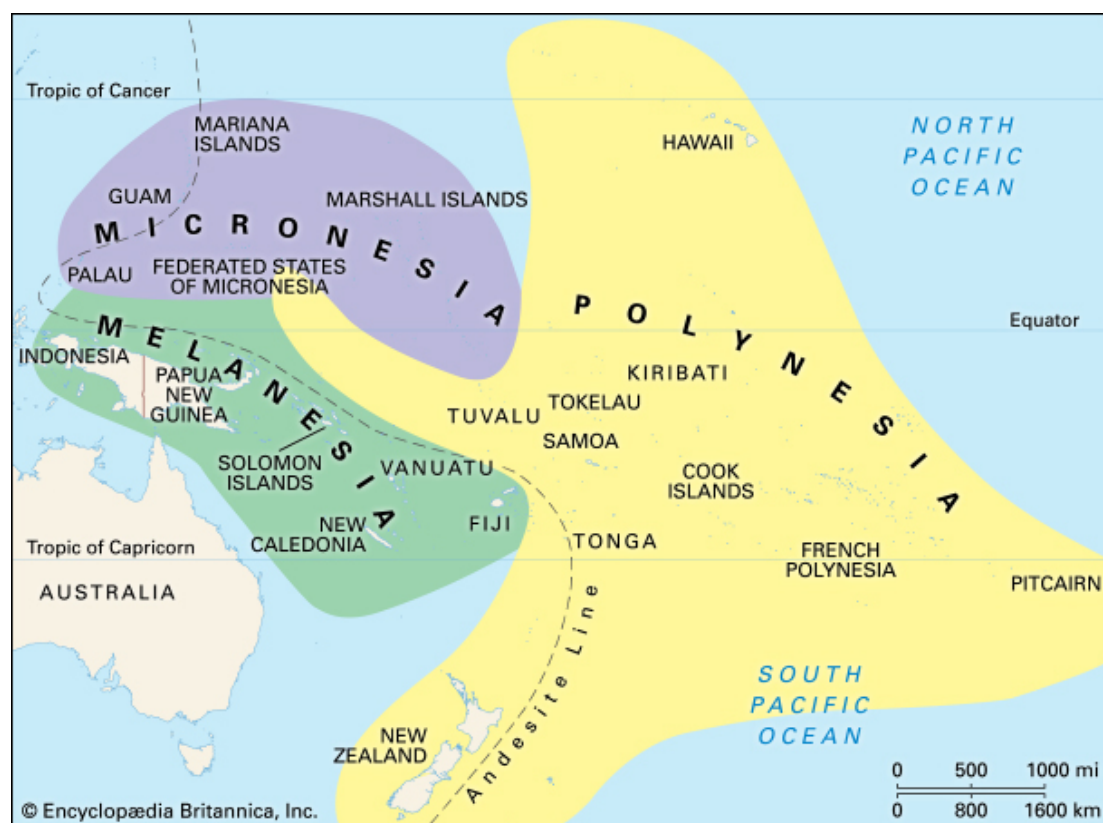 Tropic of Cancer
MARIANA
ISLANDS
HAWAII
NORTH
PACIFIC
OCEAN
GUAM
MARSHALL ISLANDS
MICRONESIA
PALAU
FEDERATED STATES
OF MICRONESIA
POLYNESIA
MELANESIA
Equator
INDONESIA
PAPUA
NEW
GUINEA
KIRIBATI
TUVALU
TOKELAU
SAMOA
SOLOMON
ISLANDS
VANUATU
COOK
ISLANDS
NEW
CALEDONIA
FIJI
TONGA
Tropic of Capricorn
FRENCH
POLYNESIA
PITCAIRN
AUSTRALIA
Andesite Line
SOUTH
PACIFIC
OCEAN
NEW
ZEALAND
0 500 1000 mi
0 800 1600 km
© Encyclopædia Britannica, Inc.